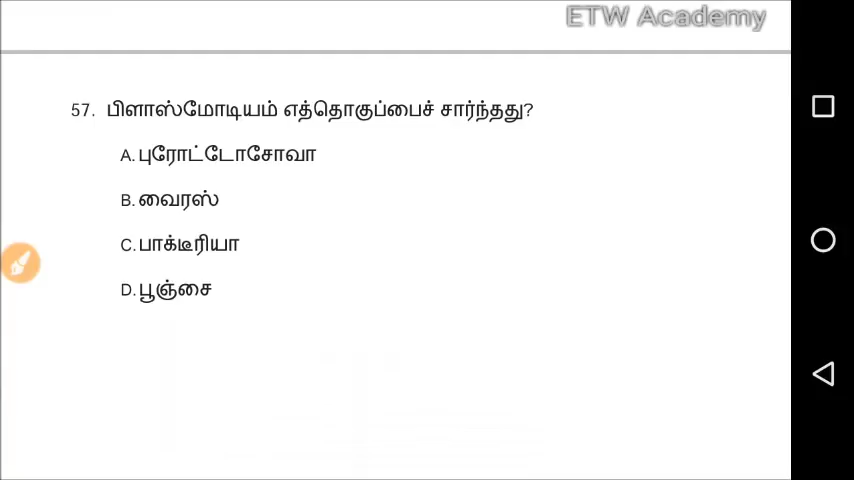 ETW Academy
57. பிளாஸ்மோடியம் எத்தொகுப்பைச் சார்ந்தது?
A. புரோட்டோசோவா
B. வைரஸ்
C. பாக்டீரியா
D. பூஞ்சை